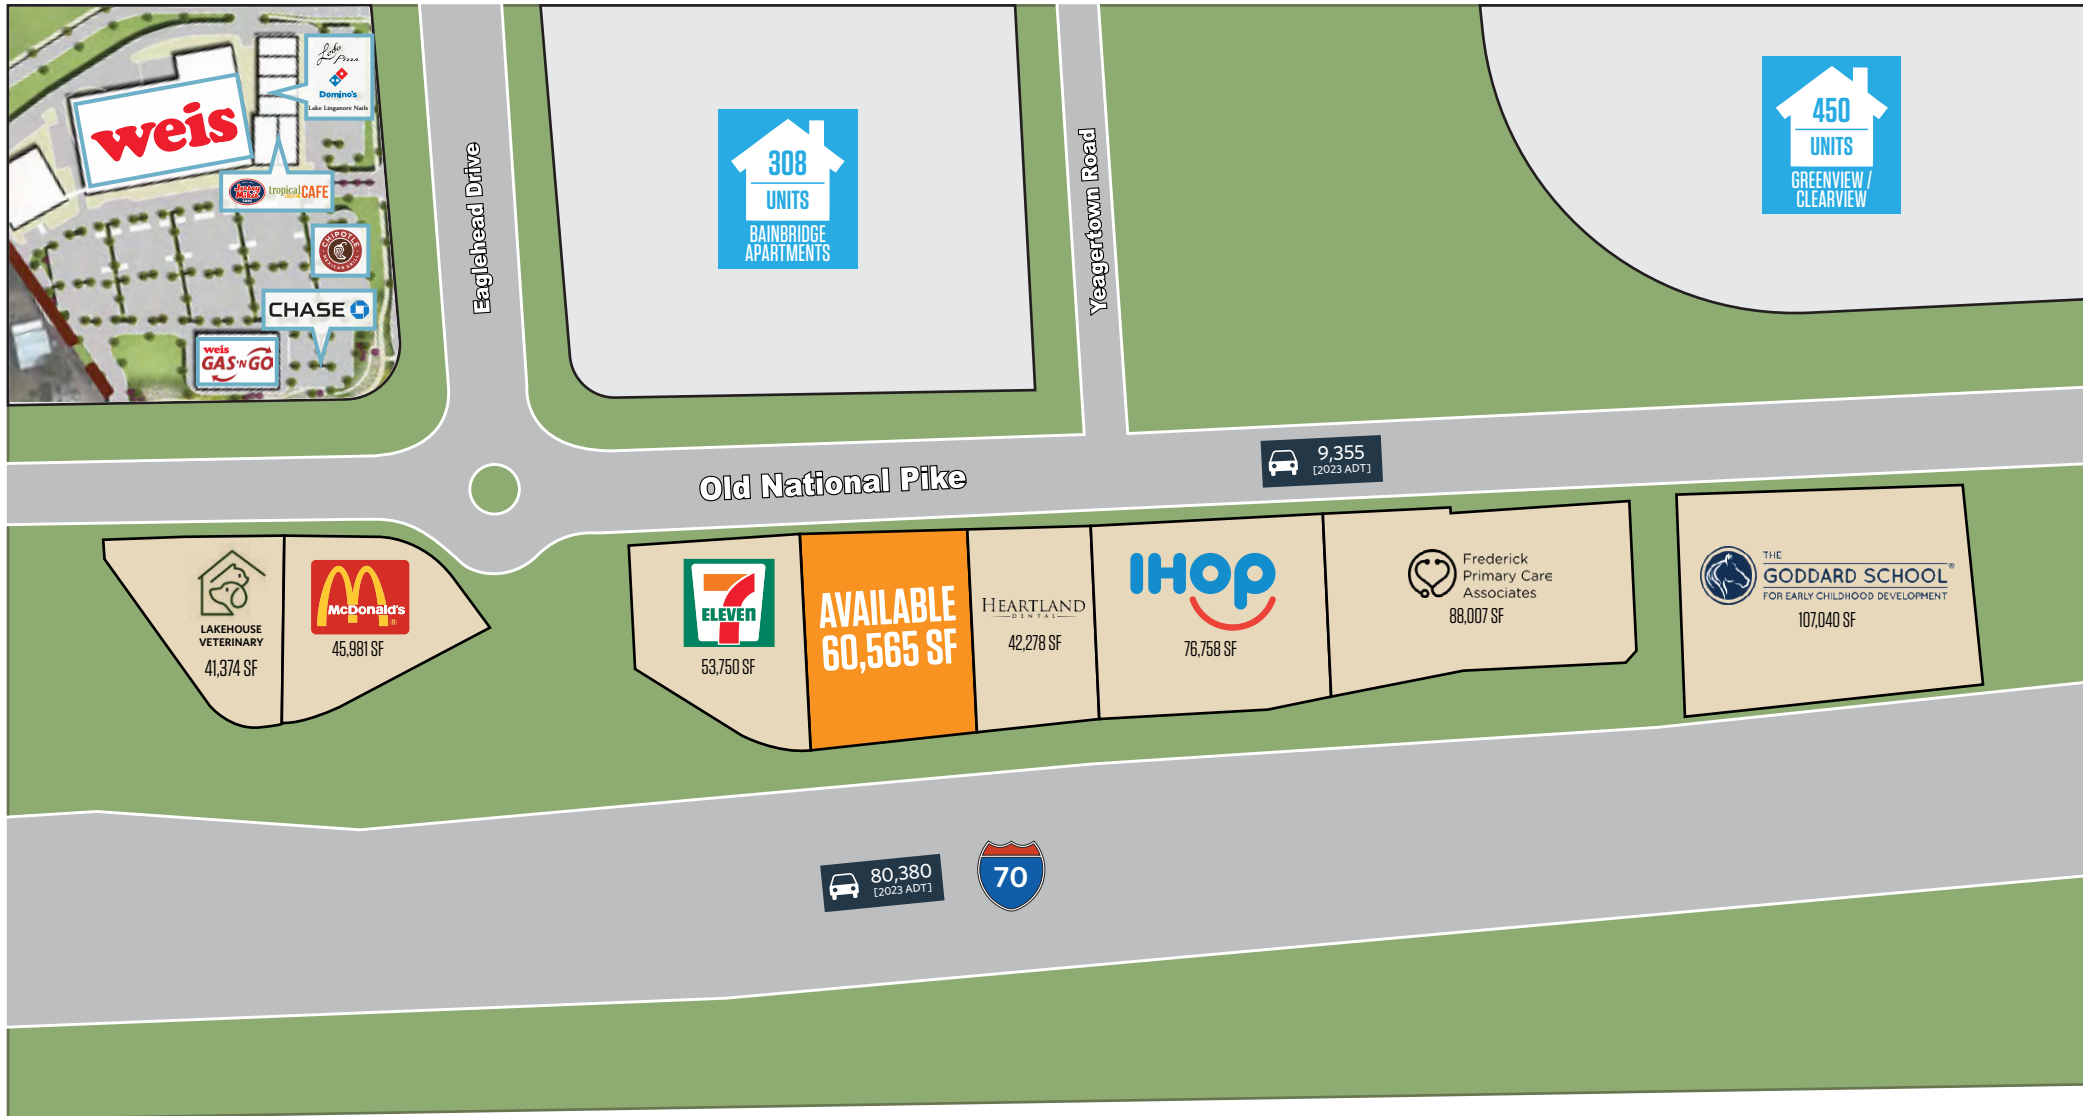 Lobo
Pizza
Domino's
Lake Linganore Nails
weis
JERSEY
MIKE'S
SUBS
tropical CAFE
CHIPOTLE
MEXICAN GRILL
CHASE
weis
GAS 'N GO
Eaglehead Drive
308
UNITS
BAINBRIDGE
APARTMENTS
Yeagertown Road
450
UNITS
GREENVIEW /
CLEARVIEW
Old National Pike
9,355
[2023 ADT]
LAKEHOUSE
VETERINARY
41,374 SF
McDonald's®
45,981 SF
7
ELEVEN
53,750 SF
AVAILABLE
60,565 SF
HEARTLAND
DENTAL
42,278 SF
IHOP
76,758 SF
Frederick
Primary Care
Associates
88,007 SF
THE
GODDARD SCHOOL®
FOR EARLY CHILDHOOD DEVELOPMENT
107,040 SF
80,380
[2023 ADT]
70